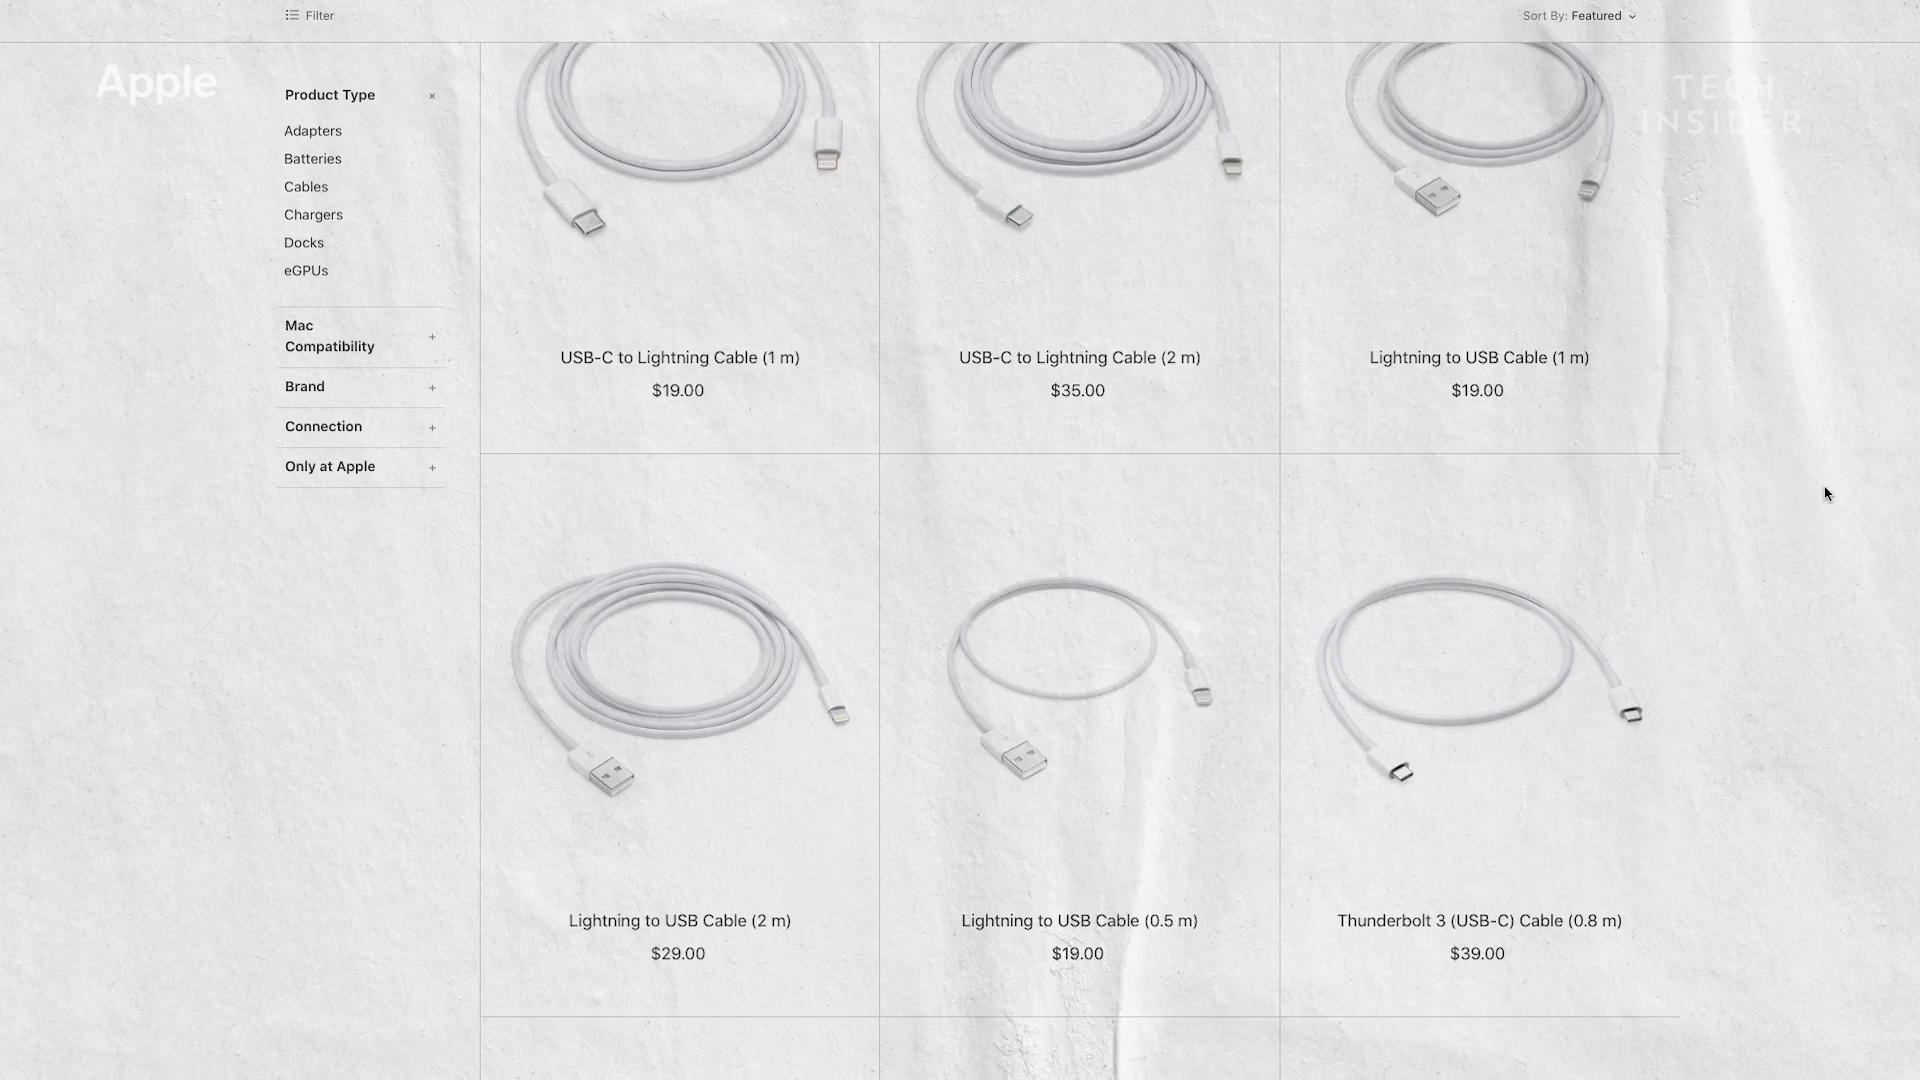 Filter
Sort By: Featured
Apple
TECH
INSIDER
Product Type
Adapters
Batteries
Cables
Chargers
Docks
eGPUs
Mac
Compatibility
Brand
Connection
Only at Apple
USB-C to Lightning Cable (1 m)
$19.00
USB-C to Lightning Cable (2 m)
$35.00
Lightning to USB Cable (1 m)
$19.00
Lightning to USB Cable (2 m)
$29.00
Lightning to USB Cable (0.5 m)
$19.00
Thunderbolt 3 (USB-C) Cable (0.8 m)
$39.00